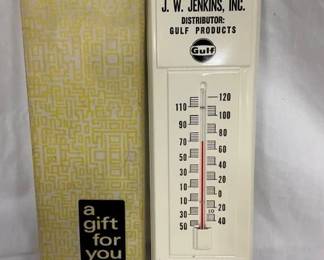 J. W. JENKINS, INC.
DISTRIBUTOR:
GULF PRODUCTS
Gulf
120
110
100
90
80
70
60
50
40
30
20
10
0
10
20
30
40
50
a
gift
for
you